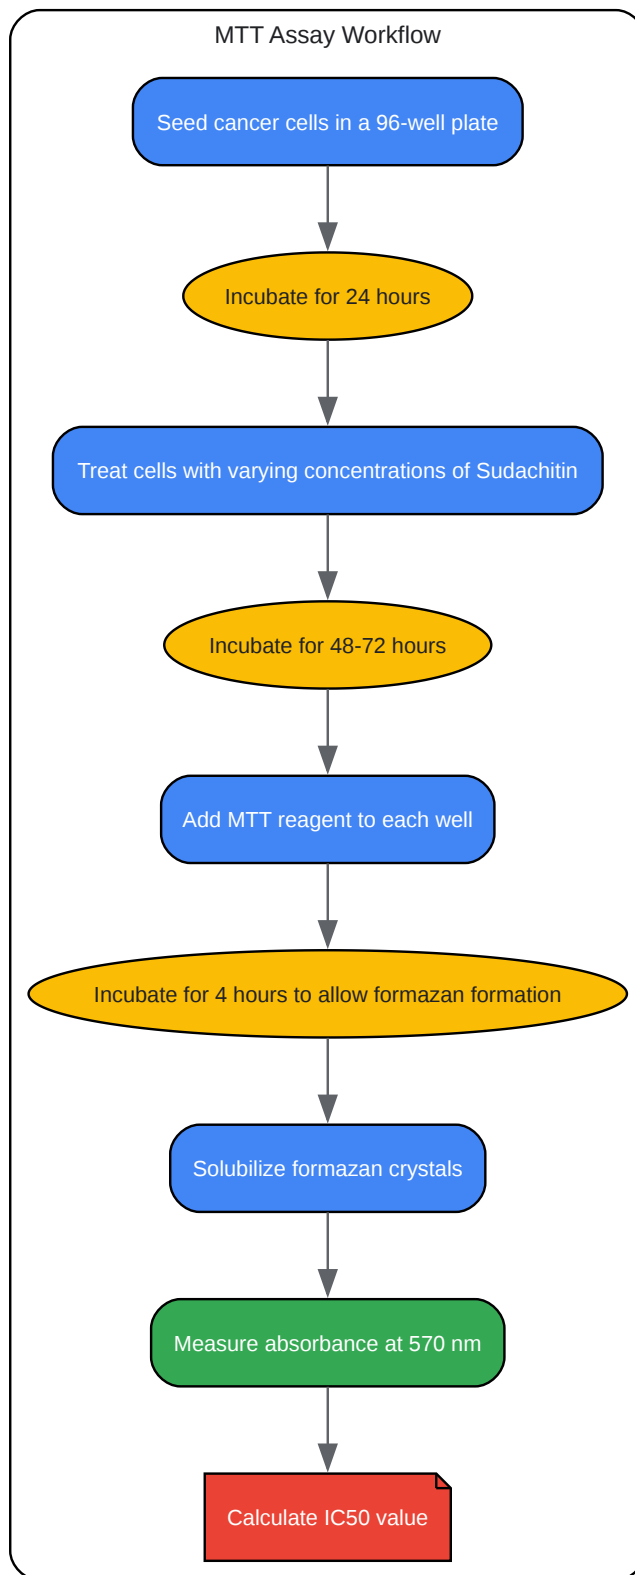 MTT Assay Workflow
Seed cancer cells in a 96-well plate
Incubate for 24 hours
Treat cells with varying concentrations of Sudachitin
Incubate for 48-72 hours
Add MTT reagent to each well
Incubate for 4 hours to allow formazan formation
Solubilize formazan crystals
Measure absorbance at 570 nm
Calculate IC50 value